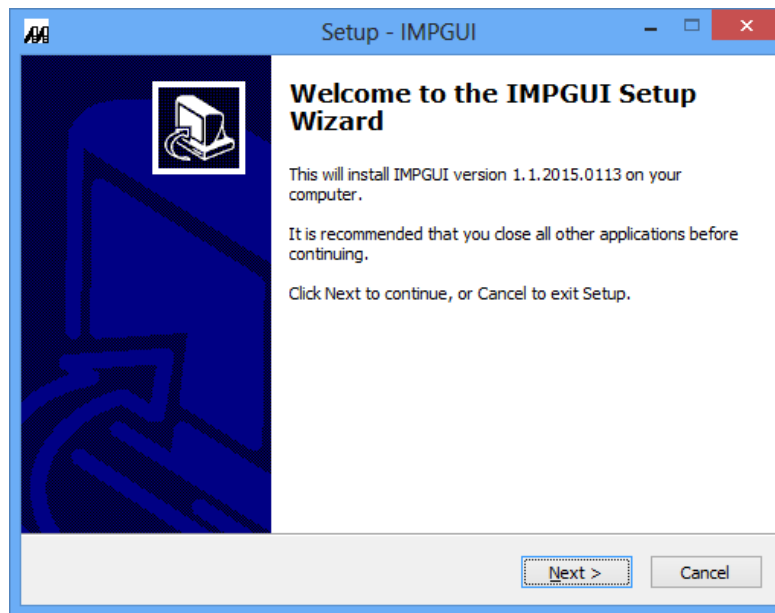 Setup - IMPGUI
Welcome to the IMPGUI Setup
Wizard
This will install IMPGUI version 1.1.2015.0113 on your
computer.
It is recommended that you close all other applications before
continuing.
Click Next to continue, or Cancel to exit Setup.
Next >
Cancel